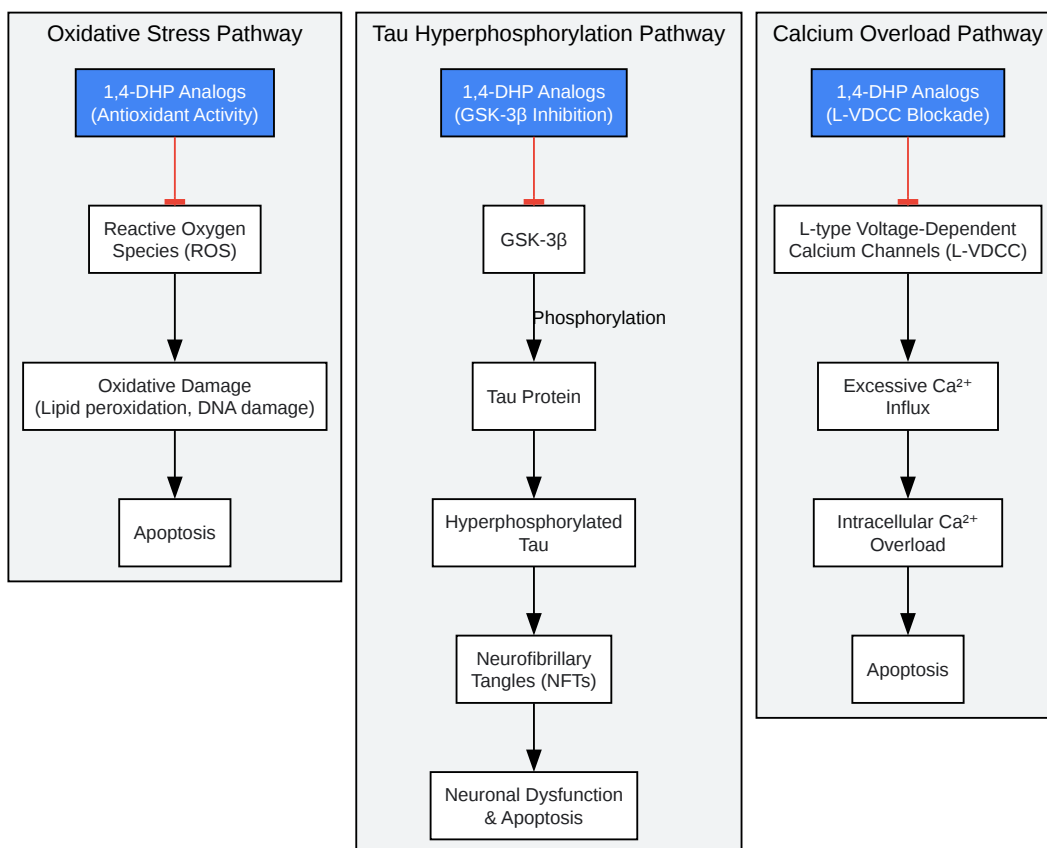 Oxidative Stress Pathway
1,4-DHP Analogs
(Antioxidant Activity)
Reactive Oxygen
Species (ROS)
Oxidative Damage
(Lipid peroxidation, DNA damage)
Apoptosis
Tau Hyperphosphorylation Pathway
1,4-DHP Analogs
(GSK-3β Inhibition)
GSK-3β
Phosphorylation
Tau Protein
Hyperphosphorylated
Tau
Neurofibrillary
Tangles (NFTs)
Neuronal Dysfunction
& Apoptosis
Calcium Overload Pathway
1,4-DHP Analogs
(L-VDCC Blockade)
L-type Voltage-Dependent
Calcium Channels (L-VDCC)
Excessive Ca²⁺
Influx
Intracellular Ca²⁺
Overload
Apoptosis